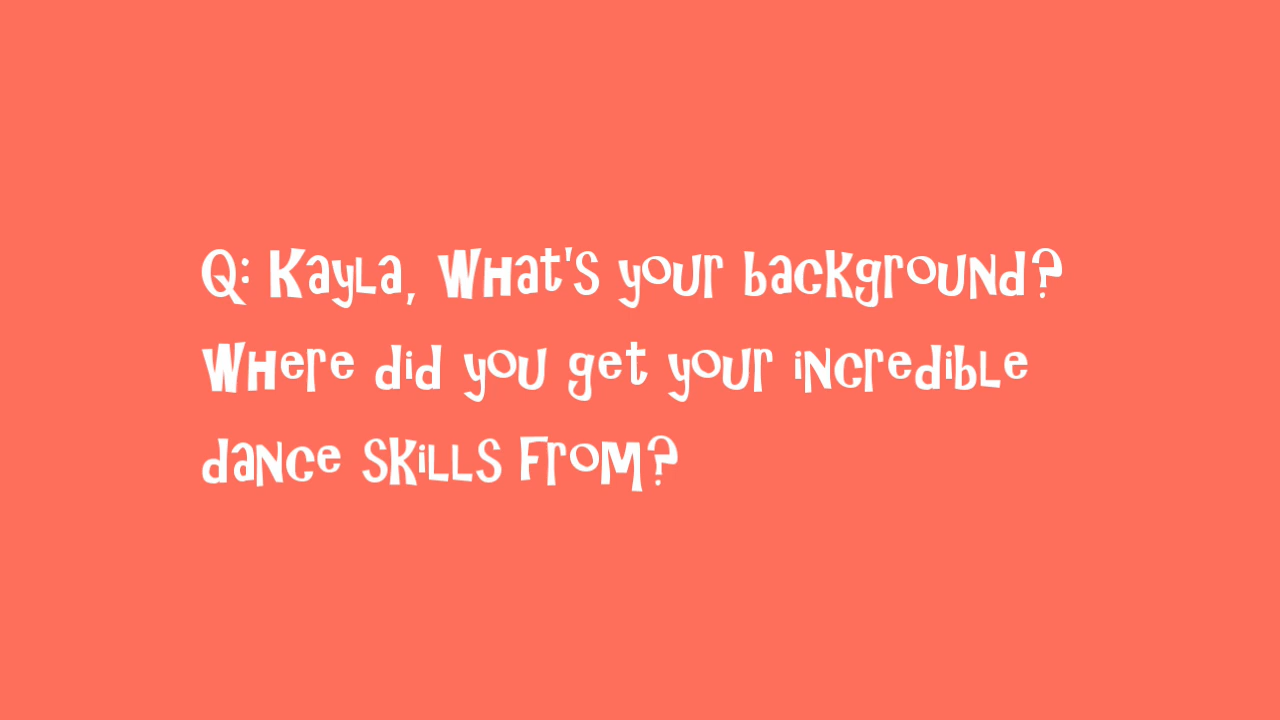 Q: Kayla, What's your background?
Where did you get your incredible
dance skills from?